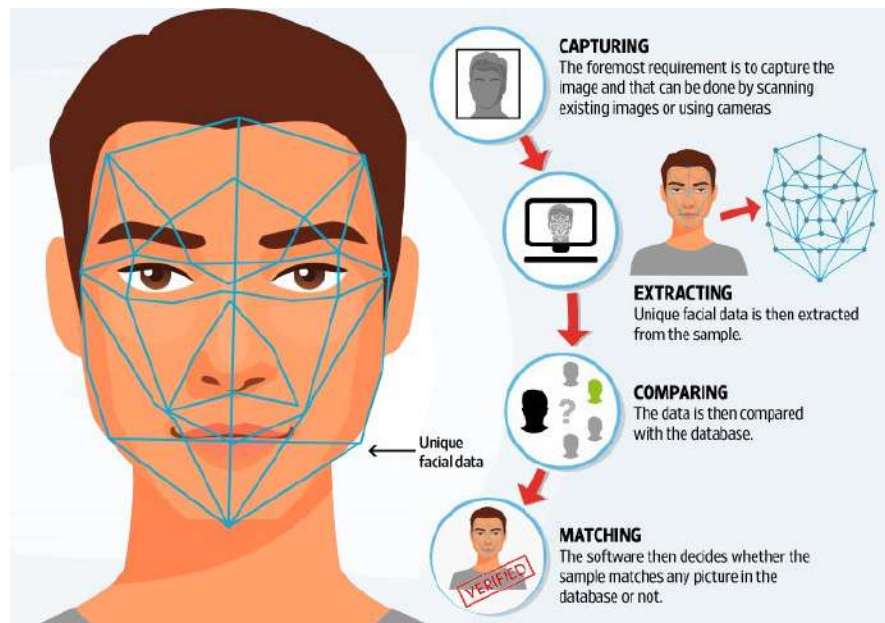 CAPTURING
The foremost requirement is to capture the
image and that can be done by scanning
existing images or using cameras
EXTRACTING
Unique facial data is then extracted
from the sample.
COMPARING
The data is then compared
with the database.
?
Unique
facial data
MATCHING
The software then decides whether the
sample matches any picture in the
database or not.
VERIFIED